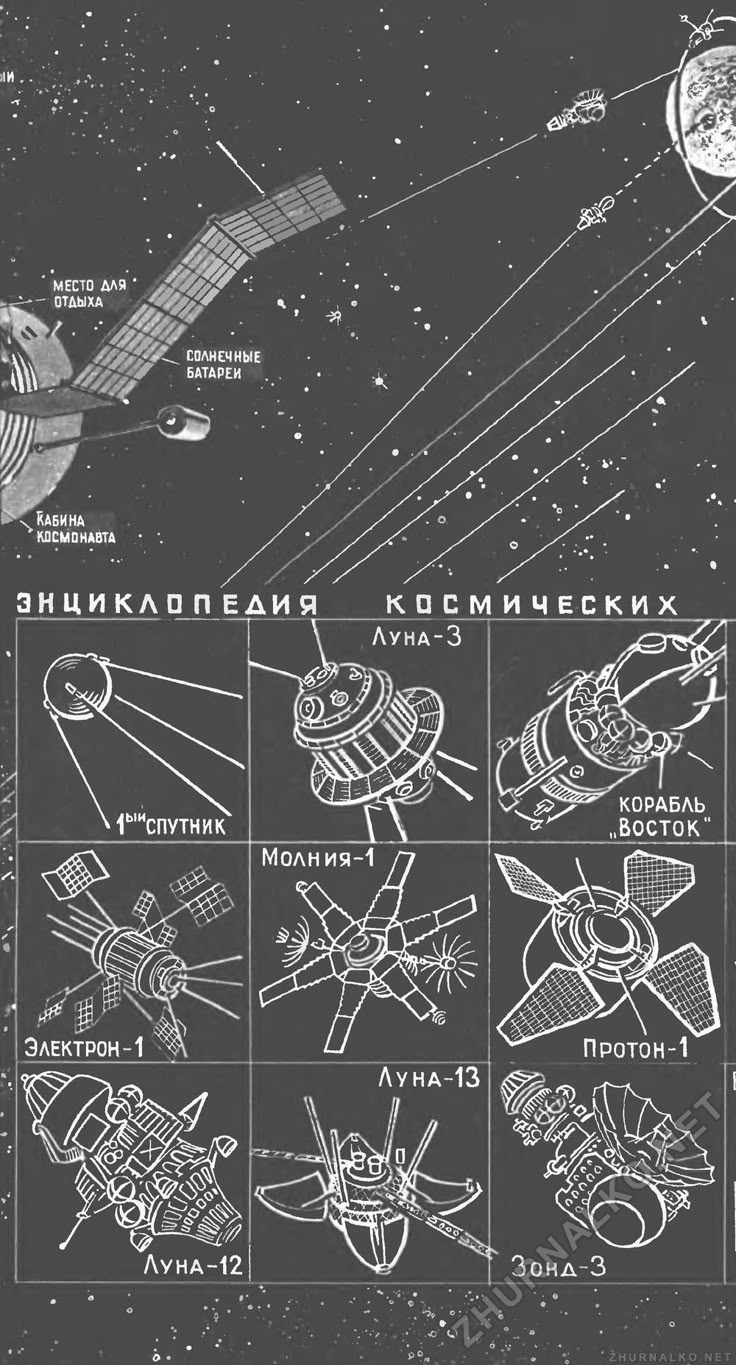 МЕСТО ДЛЯ
ОТДЫХА
СОЛНЕЧНЫЕ
БАТАРЕИ
КАБИНА
КОСМОНАВТА
ЭНЦИКЛОПЕДИЯ КОСМИЧЕСКИХ
1ый СПУТНИК
ЛУНА-3
КОРАБЛЬ
„ВОСТОК"
ЭЛЕКТРОН-1
МОЛНИЯ-1
ПРОТОН-1
ЛУНА-12
ЛУНА-13
ЗОНД-3
ZHURNALKO.NET
ZHURNALKO.NET